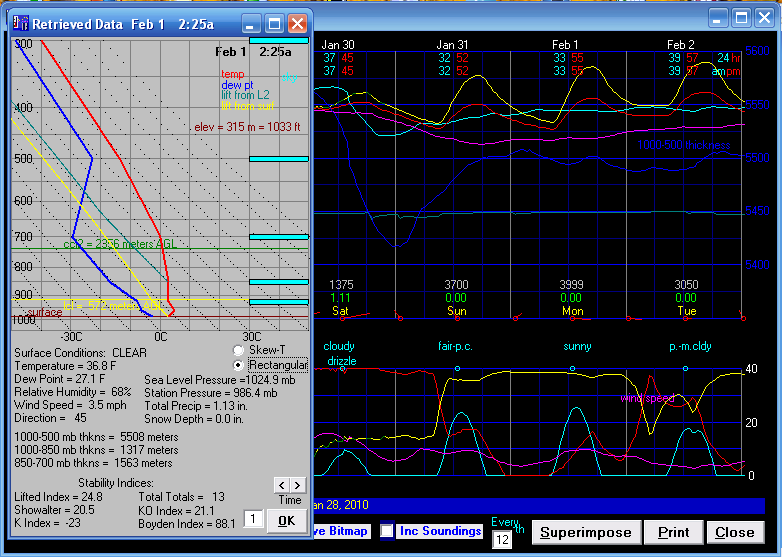 Retrieved Data Feb 1 2:25a
Feb 1 2:25a
temp
dew pt
lift from L2
lift from surf
elev = 315 m = 1033 ft
300
400
500
600
700
800
900
1000
ccl2 = 2956 meters AGL
surface
-30C 0C 30C
Skew-T
Rectangular
Surface Conditions: CLEAR
Temperature = 36.8 F
Dew Point = 27.1 F
Relative Humidity = 68%
Wind Speed = 3.5 mph
Direction = 45
Sea Level Pressure =1024.9 mb
Station Pressure = 986.4 mb
Total Precip = 1.13 in.
Snow Depth = 0.0 in.
1000-500 mb thkns = 5508 meters
1000-850 mb thkns = 1317 meters
850-700 mb thkns = 1563 meters
Stability Indices:
Lifted Index = 24.8
Showalter = 20.5
K Index = -23
Total Totals = 13
KO Index = 21.1
Boyden Index = 88.1
< >
Time
1
OK
Jan 30 Jan 31 Feb 1 Feb 2
37 45 32 52 33 55 39 57 24 hr
37 45 32 52 33 55 39 57 am pm
5600
5550
5500
5450
5400
1000-500 thickness
1375 3700 3999 3050
1.11 0.00 0.00 0.00
Sat Sun Mon Tue
cloudy fair-p.c. sunny p.-m.cldy
drizzle
wind speed
40
20
0
an 28, 2010
ve Bitmap
Inc Soundings
Every
12 th
Superimpose
Print
Close